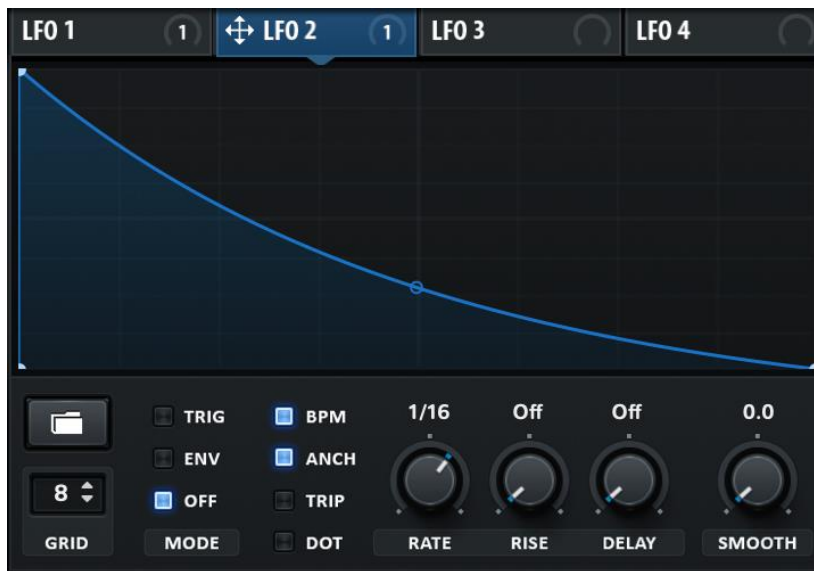 LFO 1 1 LFO 2 1 LFO 3 LFO 4
TRIG BPM 1/16 Off Off 0.0
ENV ANCH
8 OFF TRIP
GRID MODE DOT RATE RISE DELAY SMOOTH